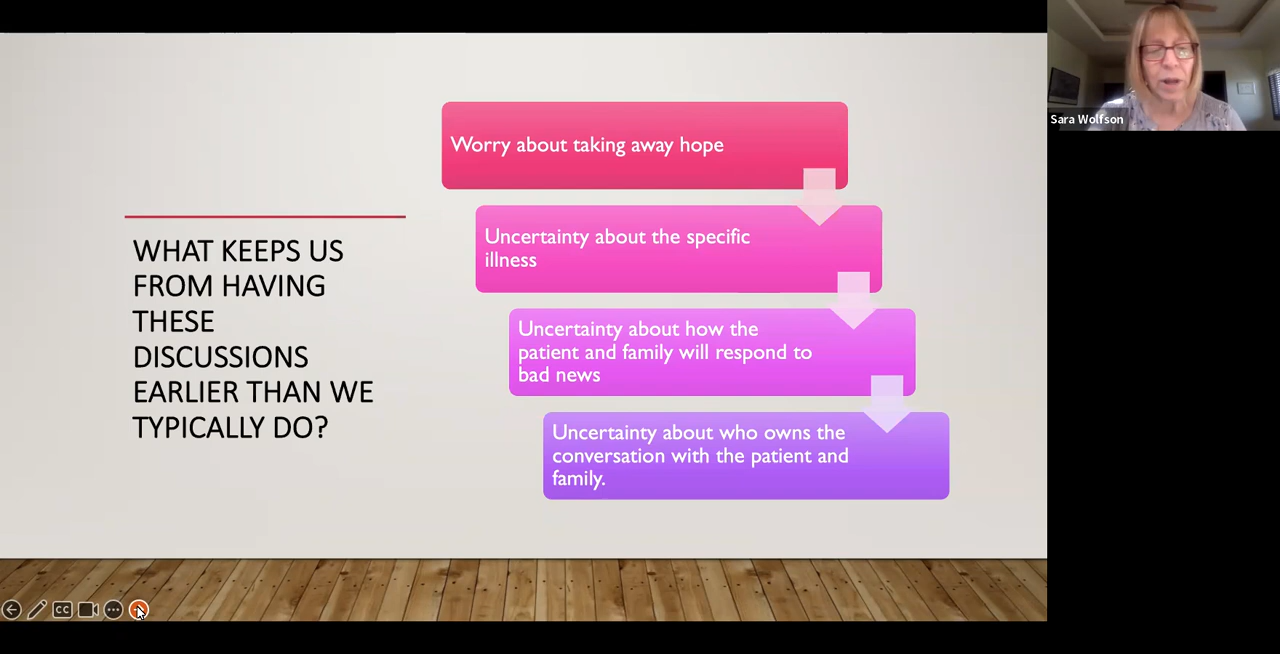 Sara Wolfson
WHAT KEEPS US
FROM HAVING
THESE
DISCUSSIONS
EARLIER THAN WE
TYPICALLY DO?
Worry about taking away hope
Uncertainty about the specific
illness
Uncertainty about how the
patient and family will respond to
bad news
Uncertainty about who owns the
conversation with the patient and
family.
CC